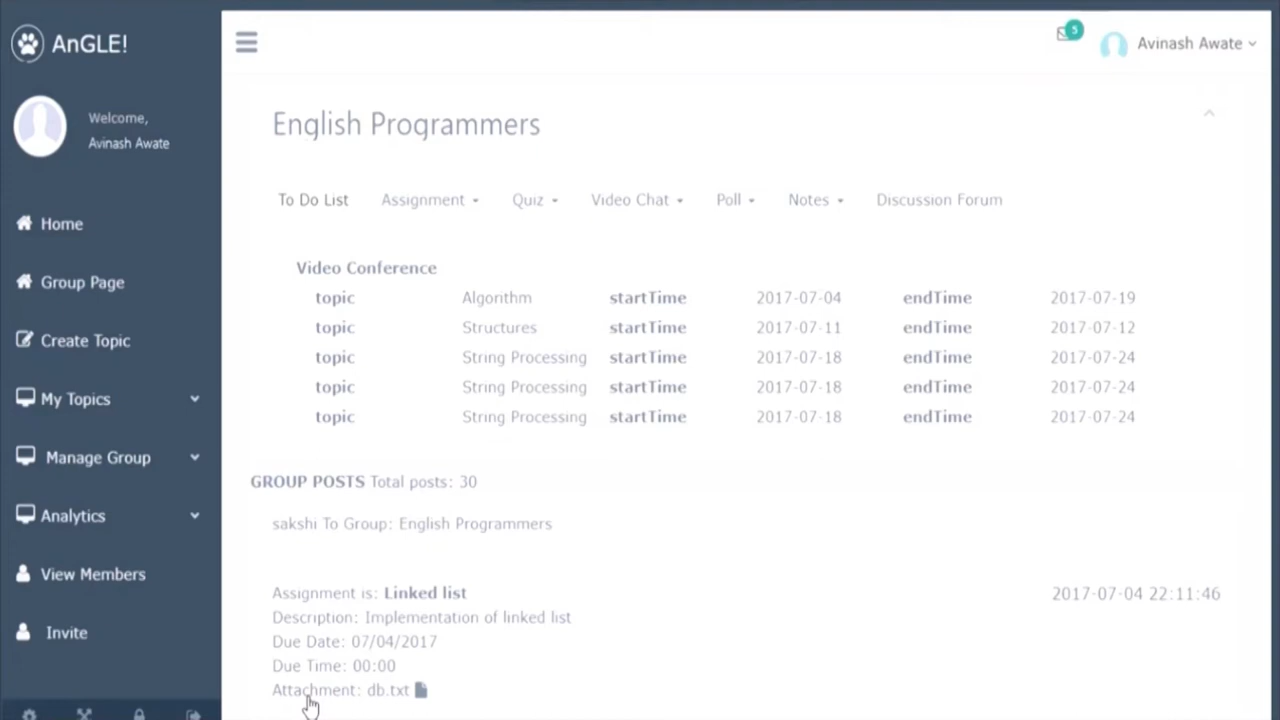 AnGLE!
5
Avinash Awate
Welcome,
Avinash Awate
Home
Group Page
Create Topic
My Topics
Manage Group
Analytics
View Members
Invite
English Programmers
To Do List Assignment Quiz Video Chat Poll Notes Discussion Forum
Video Conference
topic Algorithm startTime 2017-07-04 endTime 2017-07-19
topic Structures startTime 2017-07-11 endTime 2017-07-12
topic String Processing startTime 2017-07-18 endTime 2017-07-24
topic String Processing startTime 2017-07-18 endTime 2017-07-24
topic String Processing startTime 2017-07-18 endTime 2017-07-24
GROUP POSTS Total posts: 30
sakshi To Group: English Programmers
Assignment is: Linked list 2017-07-04 22:11:46
Description: Implementation of linked list
Due Date: 07/04/2017
Due Time: 00:00
Attachment: db.txt